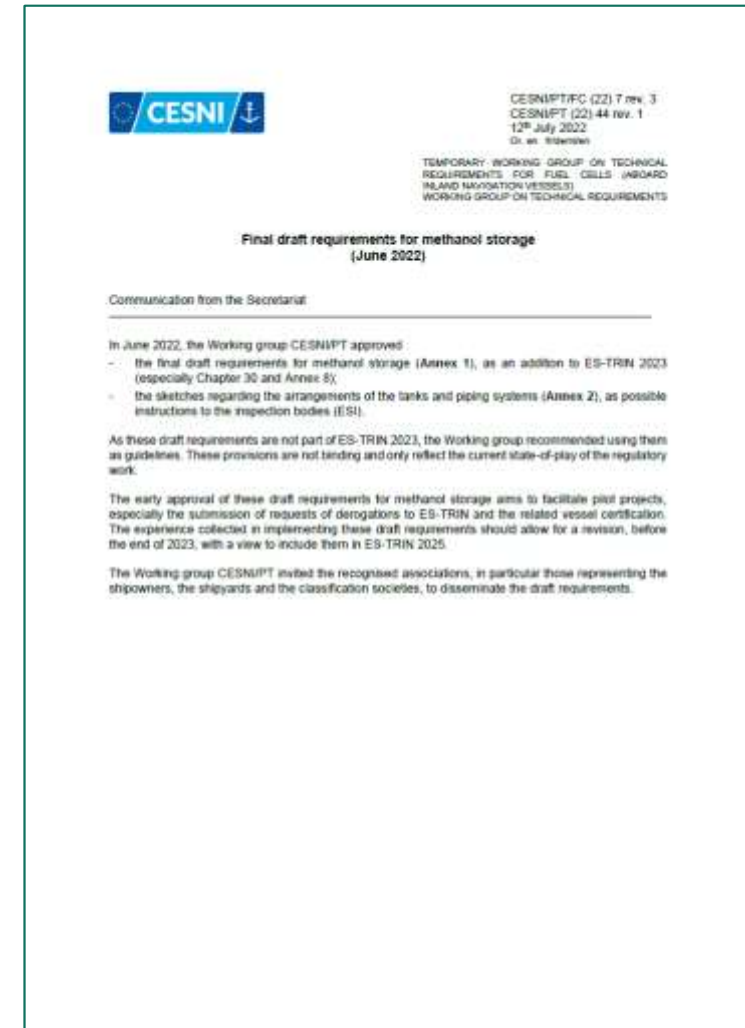 CESNI
CESNI/PT/FC (22) 7 rev. 3
CESNI/PT (22) 44 rev. 1
12th July 2022
Or. en
TEMPORARY WORKING GROUP ON TECHNICAL
REQUIREMENTS FOR FUEL CELLS (ABOARD
INLAND NAVIGATION VESSELS)
WORKING GROUP ON TECHNICAL REQUIREMENTS
Final draft requirements for methanol storage
(June 2022)
Communication from the Secretariat
In June 2022, the Working group CESNI/PT approved
- the final draft requirements for methanol storage (Annex 1), as an addition to ES-TRIN 2023
(especially Chapter 30 and Annex 8);
- the sketches regarding the arrangements of the tanks and piping systems (Annex 2), as possible
instructions to the inspection bodies (ESI).
As these draft requirements are not part of ES-TRIN 2023, the Working group recommended using them
as guidelines. These provisions are not binding and only reflect the current state-of-play of the regulatory
work.
The early approval of these draft requirements for methanol storage aims to facilitate pilot projects,
especially the submission of requests of derogations to ES-TRIN and the related vessel certification.
The experience collected in implementing these draft requirements should allow for a revision, before
the end of 2023, with a view to include them in ES-TRIN 2025.
The Working group CESNI/PT invited the recognised associations, in particular those representing the
shipowners, the shipyards and the classification societies, to disseminate the draft requirements.